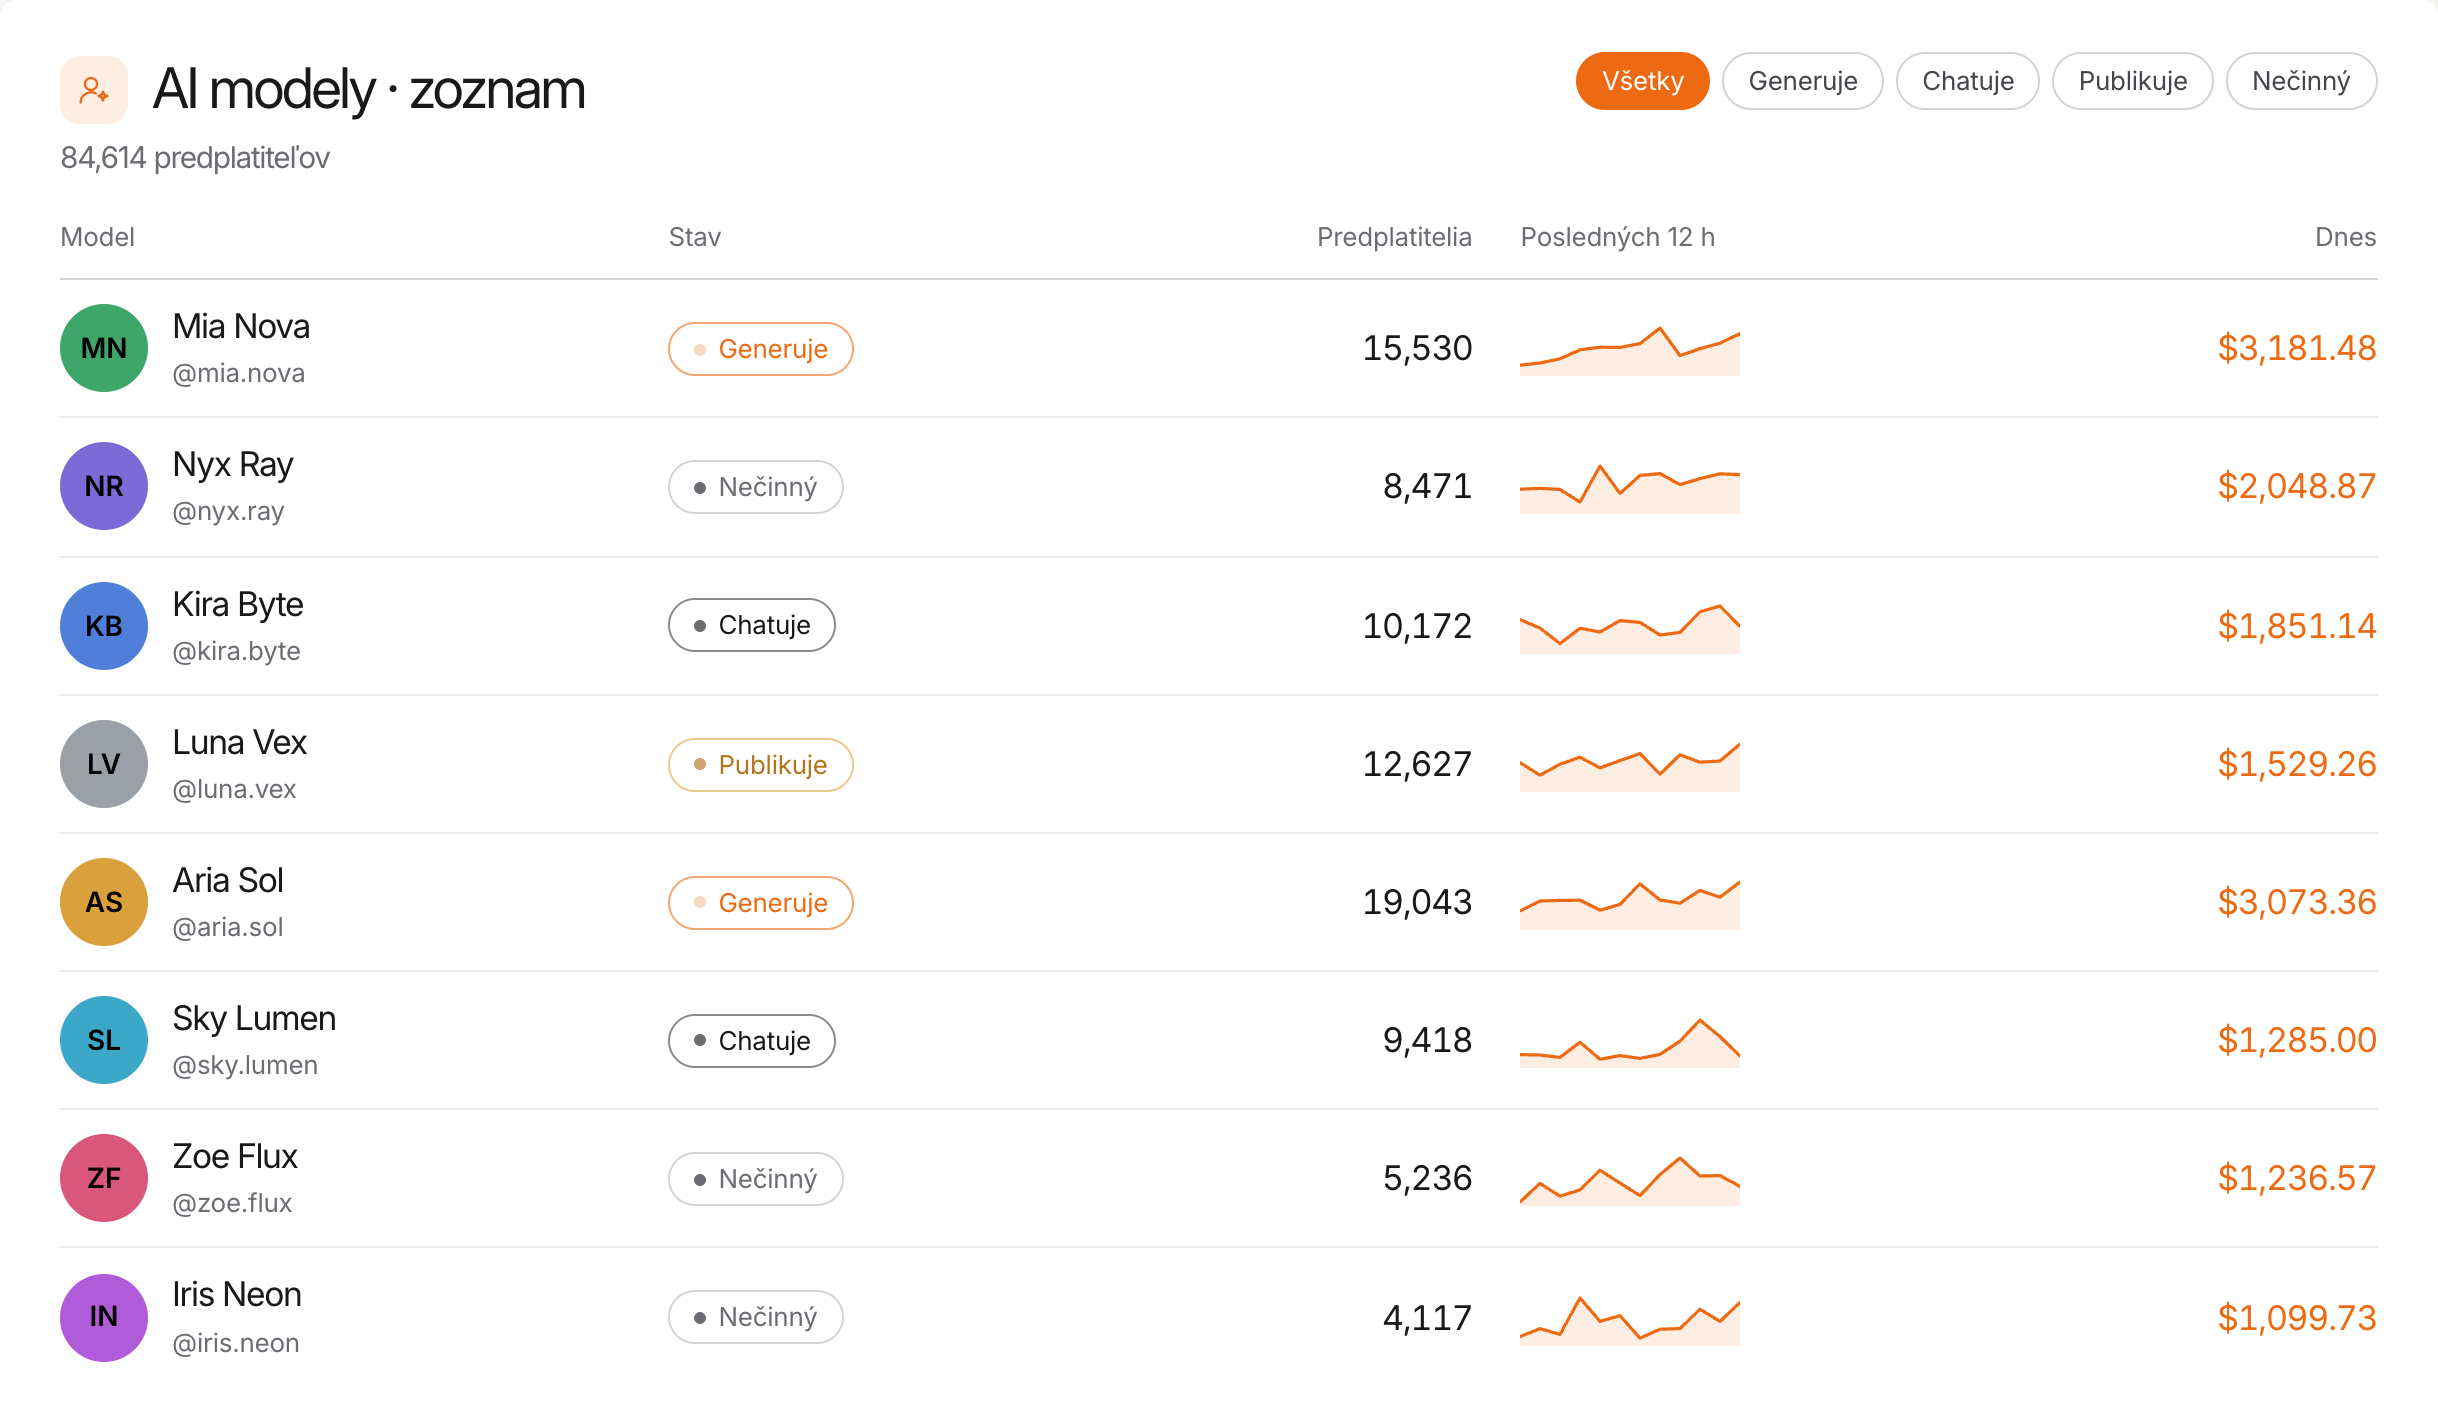 AI modely · zoznam
84,614 predplatiteľov
Všetky Generuje Chatuje Publikuje Nečinný
Model Stav Predplatitelia Posledných 12 h Dnes
MN Mia Nova @mia.nova Generuje 15,530 $3,181.48
NR Nyx Ray @nyx.ray Nečinný 8,471 $2,048.87
KB Kira Byte @kira.byte Chatuje 10,172 $1,851.14
LV Luna Vex @luna.vex Publikuje 12,627 $1,529.26
AS Aria Sol @aria.sol Generuje 19,043 $3,073.36
SL Sky Lumen @sky.lumen Chatuje 9,418 $1,285.00
ZF Zoe Flux @zoe.flux Nečinný 5,236 $1,236.57
IN Iris Neon @iris.neon Nečinný 4,117 $1,099.73